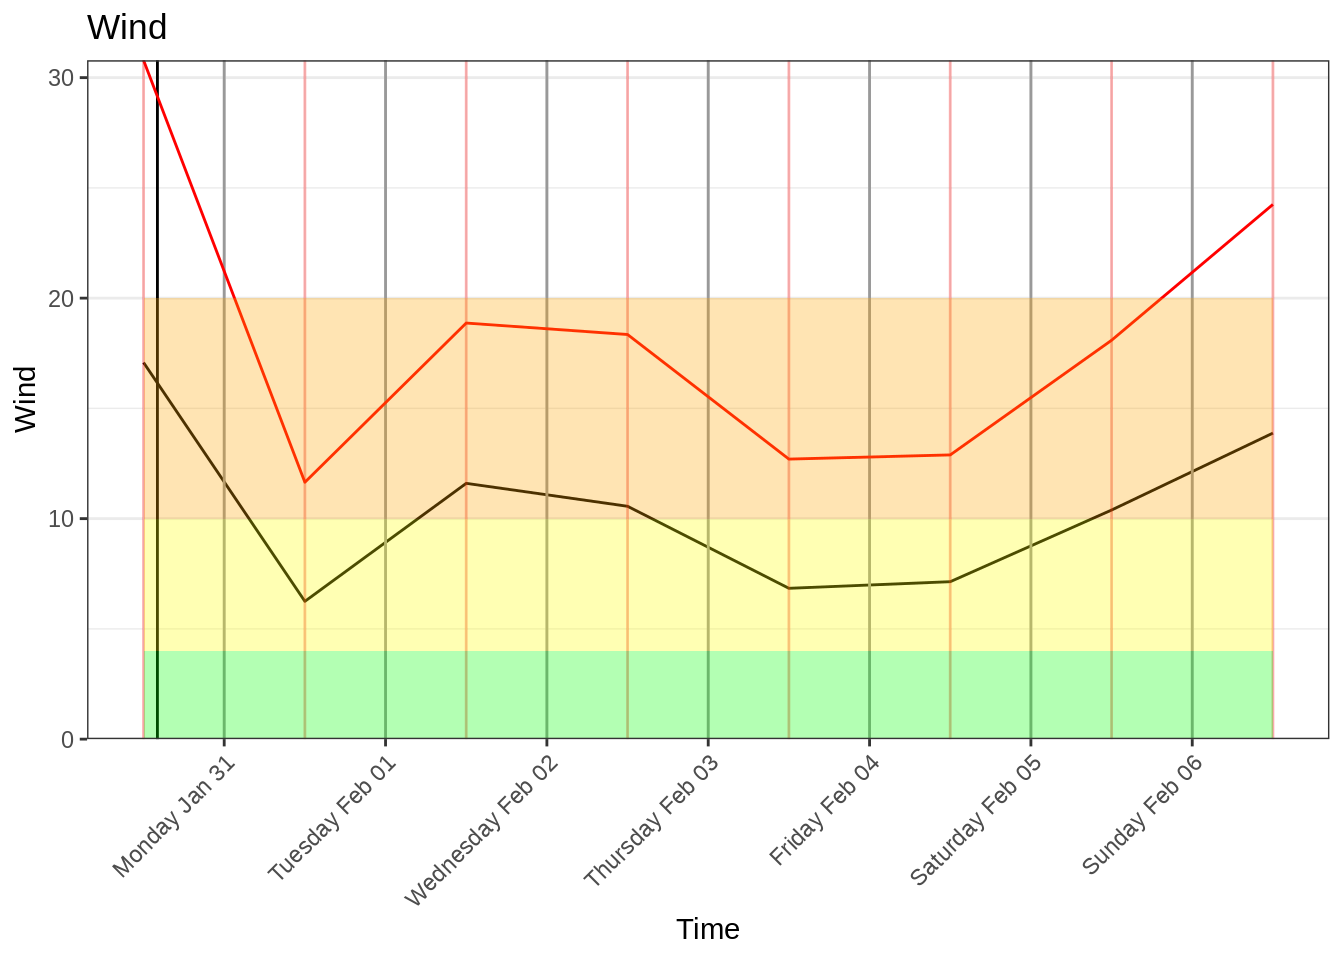 Wind
30
20
10
0
Wind
Monday Jan 31
Tuesday Feb 01
Wednesday Feb 02
Thursday Feb 03
Friday Feb 04
Saturday Feb 05
Sunday Feb 06
Time